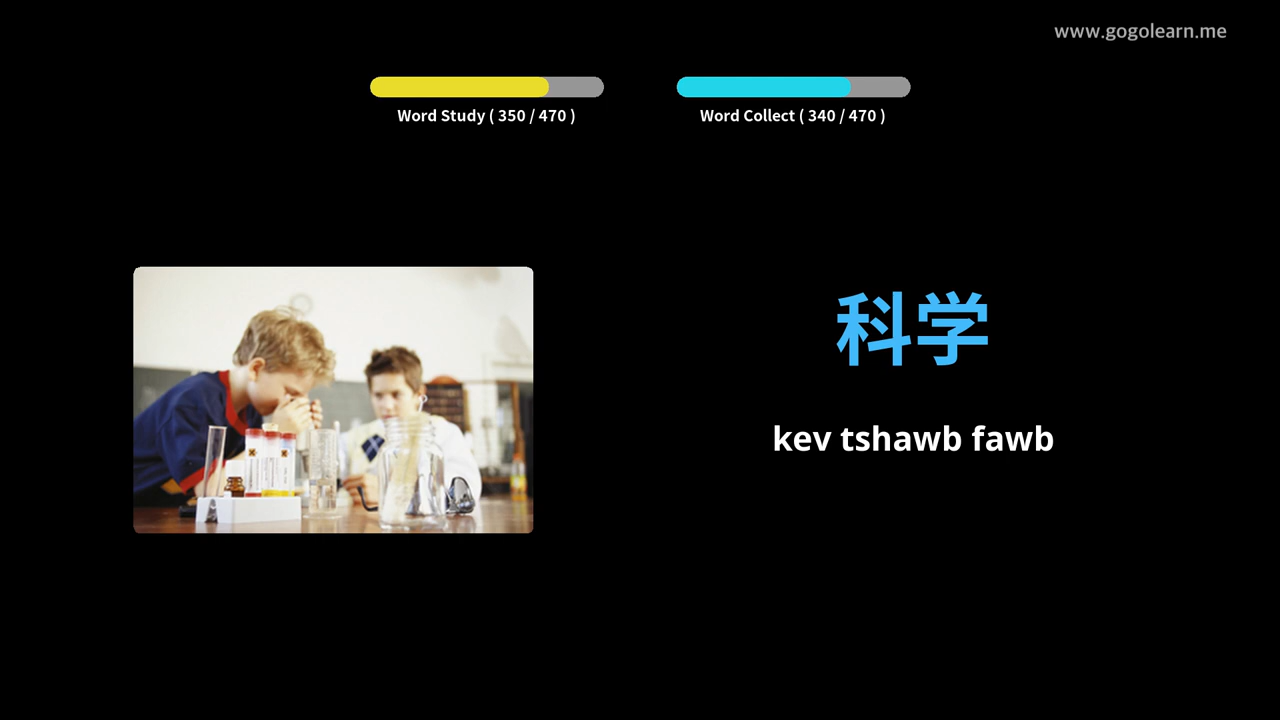 www.gogolearn.me
Word Study ( 350 / 470 )
Word Collect ( 340 / 470 )
科学
kev tshawb fawb